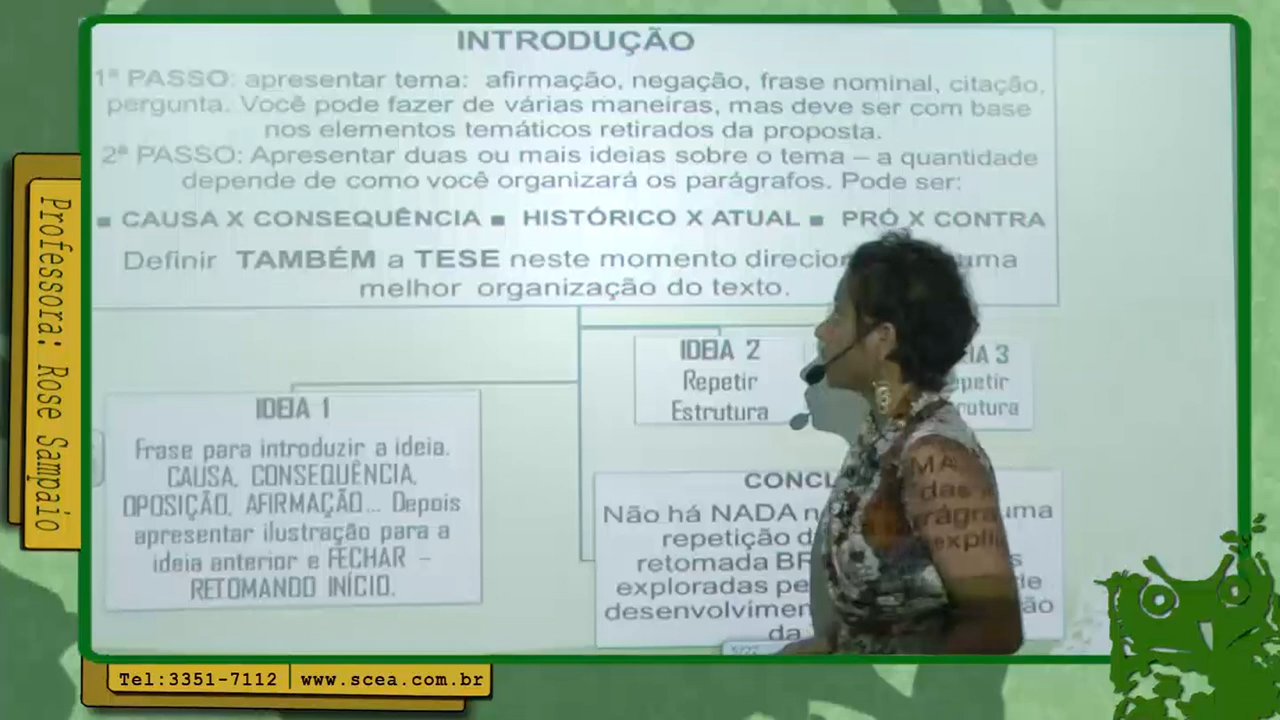 INTRODUÇÃO
1º PASSO: apresentar tema: afirmação, negação, frase nominal, citação,
pergunta. Você pode fazer de várias maneiras, mas deve ser com base
nos elementos temáticos retirados da proposta.
2º PASSO: Apresentar duas ou mais ideias sobre o tema – a quantidade
depende de como você organizará os parágrafos. Pode ser:
■ CAUSA X CONSEQUÊNCIA ■ HISTÓRICO X ATUAL ■ PRÓ X CONTRA
Definir TAMBÉM a TESE neste momento uma
melhor organização do texto.
IDEIA 1
Frase para introduzir a ideia.
CAUSA, CONSEQUÊNCIA,
OPOSIÇÃO, AFIRMAÇÃO... Depois
apresentar ilustração para a
ideia anterior e FECHAR –
RETOMANDO INÍCIO.
IDEIA 2
Repetir
Estrutura
3
Não há NADA uma
repetição
retomada
exploradas
da
Professora: Rose Sampaio
Tel:3351-7112 | www.scea.com.br